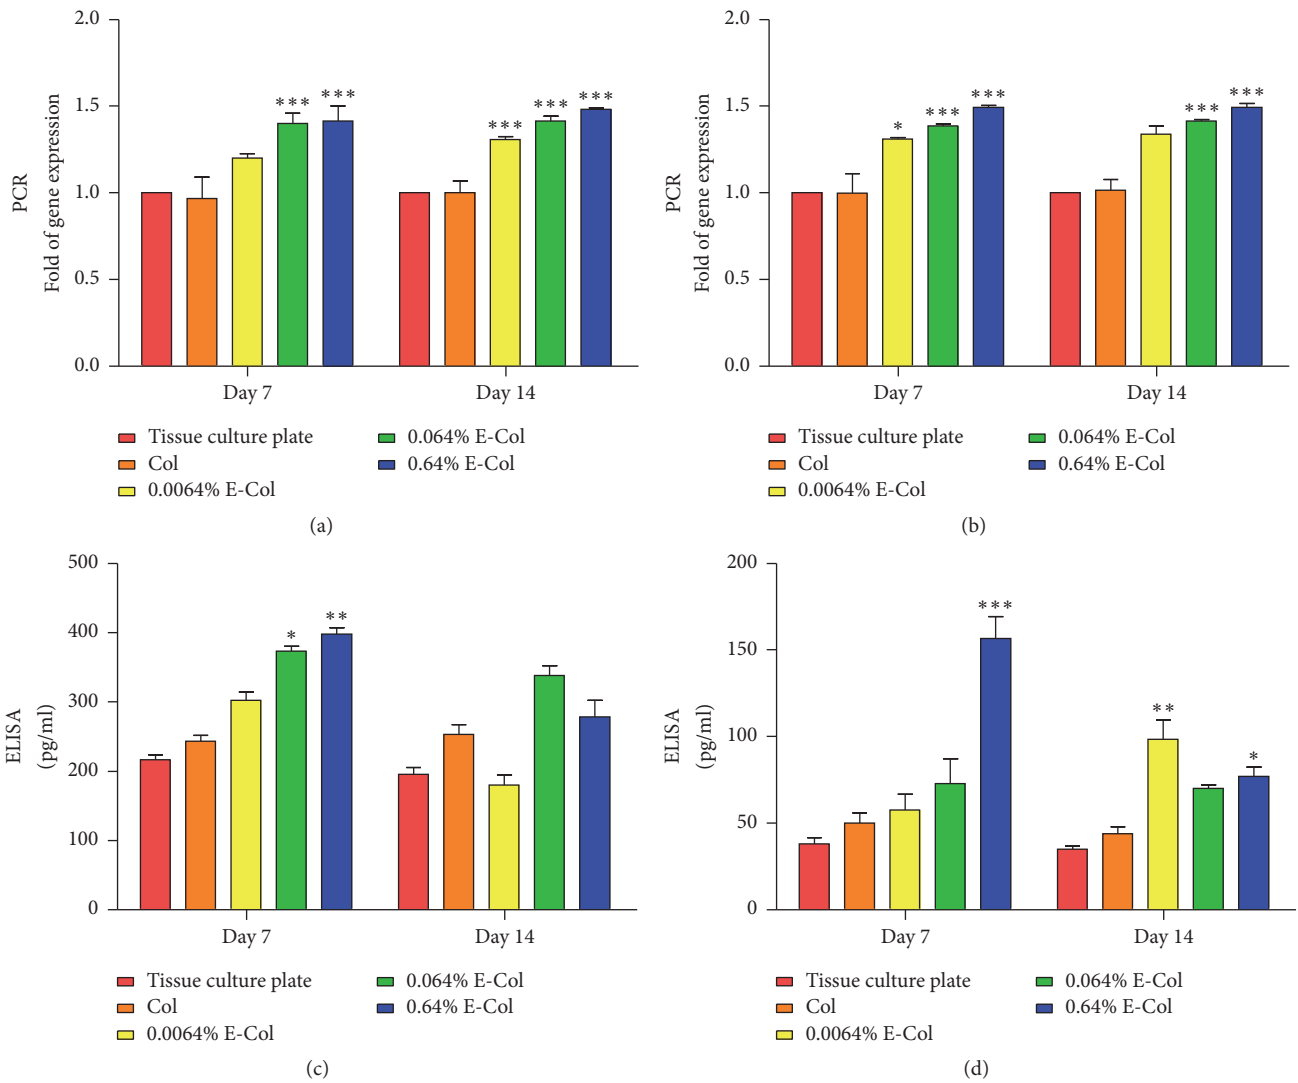 2.0
1.5
1.0
0.5
0.0
PCR
Fold of gene expression
***
***
***
***
***
Day 7
Day 14
Tissue culture plate
Col
0.0064% E-Col
0.064% E-Col
0.64% E-Col
(a)
2.0
1.5
1.0
0.5
0.0
PCR
Fold of gene expression
*
***
***
***
***
Day 7
Day 14
Tissue culture plate
Col
0.0064% E-Col
0.064% E-Col
0.64% E-Col
(b)
500
400
300
200
100
0
ELISA
(pg/ml)
*
**
Day 7
Day 14
Tissue culture plate
Col
0.0064% E-Col
0.064% E-Col
0.64% E-Col
(c)
200
150
100
50
0
ELISA
(pg/ml)
***
**
*
Day 7
Day 14
Tissue culture plate
Col
0.0064% E-Col
0.064% E-Col
0.64% E-Col
(d)